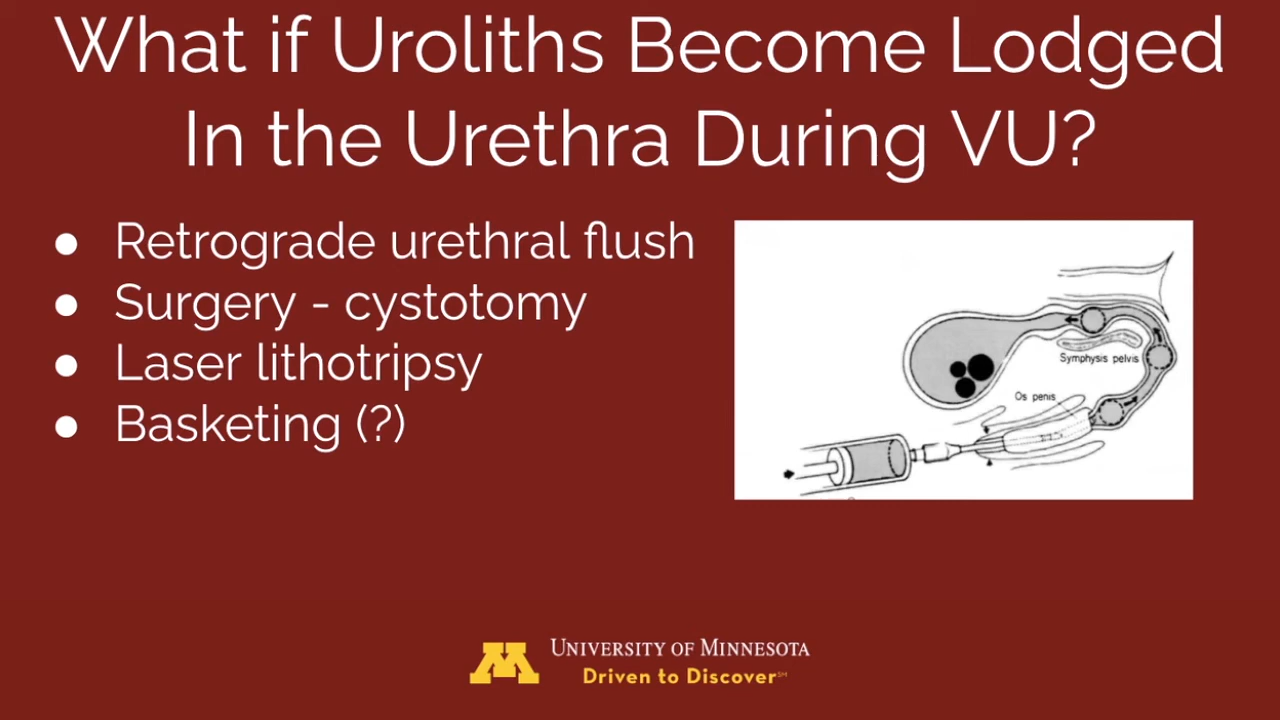 What if Uroliths Become Lodged
In the Urethra During VU?
● Retrograde urethral flush
● Surgery - cystotomy
● Laser lithotripsy
● Basketing (?)
Symphysis pelvis
Os penis
UNIVERSITY OF MINNESOTA
Driven to Discover℠